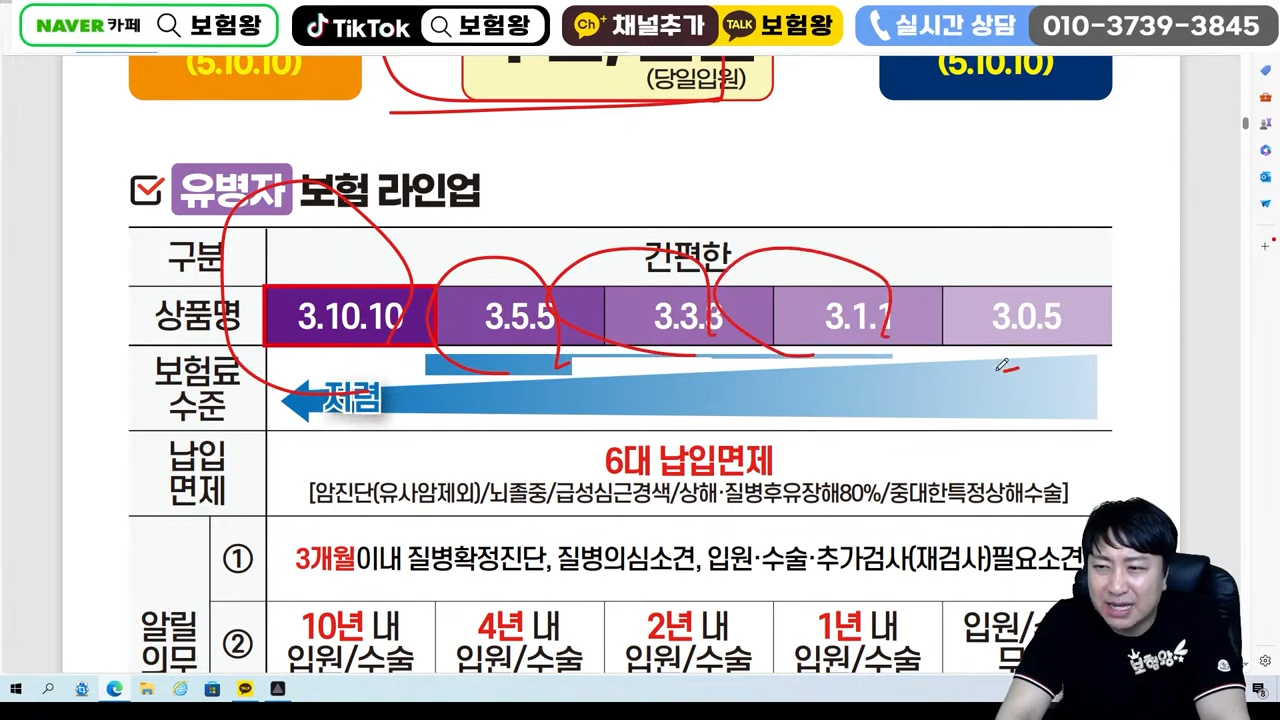 NAVER 카페 보험왕 TikTok 보험왕 Ch+ 채널추가 TALK 보험왕 실시간 상담 010-3739-3845
(5.10.10) (당일입원) (5.10.10)
유병자 보험 라인업
구분 간편한
상품명 3.10.10 3.5.5 3.3.3 3.1.1 3.0.5
보험료
수준
저렴
납입
면제
6대 납입면제
[암진단(유사암제외)/뇌졸중/급성심근경색/상해·질병후유장해80%/중대한특정상해수술]
① 3개월이내 질병확정진단, 질병의심소견, 입원·수술·추가검사(재검사)필요소견
알릴
의무
② 10년 내 4년 내 2년 내 1년 내 입원/
입원/수술 입원/수술 입원/수술 입원/수술
보험왕